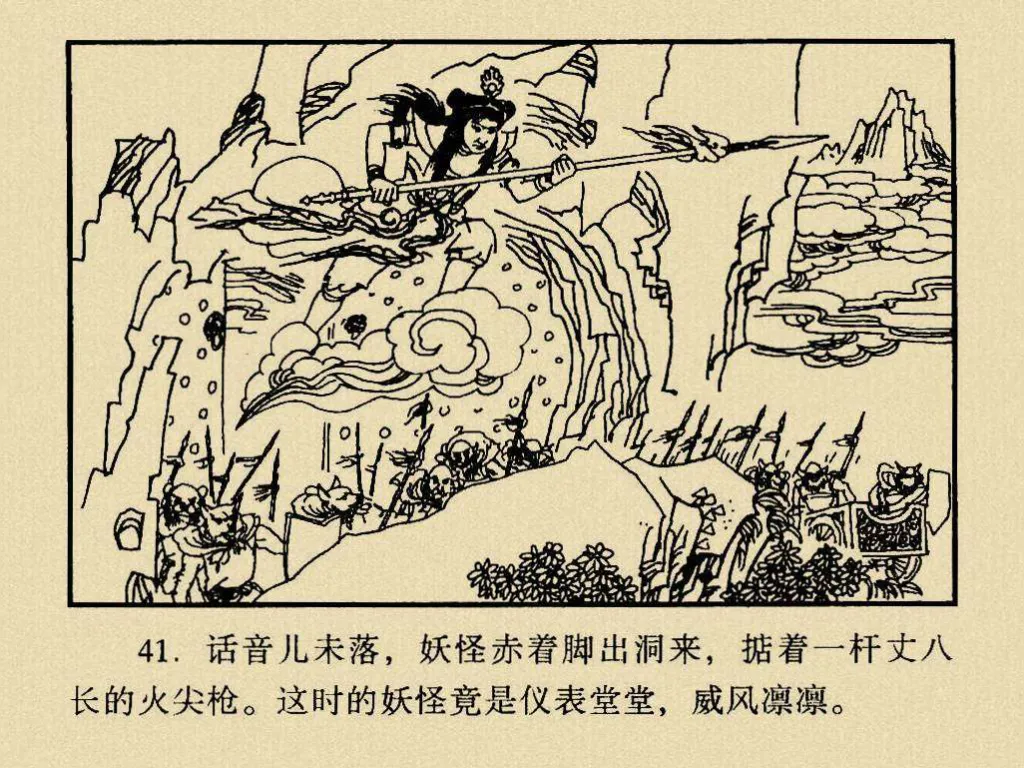 41. 话音儿未落，妖怪赤着脚出洞来，掂着一杆丈八
长的火尖枪。这时的妖怪竟是仪表堂堂，威风凛凛。